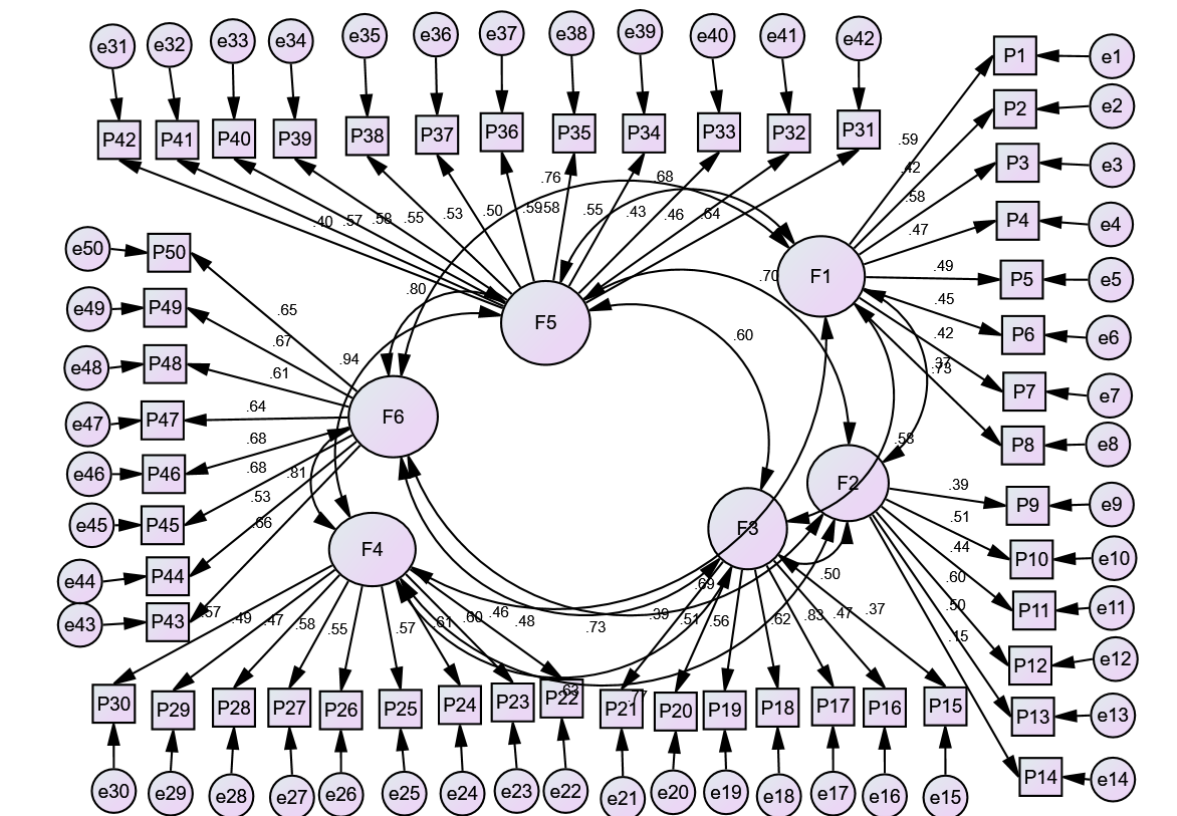 e31 e32 e33 e34 e35 e36 e37 e38 e39 e40 e41 e42
P42 P41 P40 P39 P38 P37 P36 P35 P34 P33 P32 P31
P1 e1
P2 e2
P3 e3
P4 e4
P5 e5
P6 e6
P7 e7
P8 e8
.59
.42
.58
.47
.49
.45
.42
.37
.73
.76 .68
.40 .57 .58 .55 .53 .50 .59 .58 .55 .43 .46 .64
F1
.70
.80
F5
.60
.94
e50 P50
e49 P49
e48 P48
e47 P47
e46 P46
e45 P45
e44 P44
e43 P43
.65
.67
.61
.64
.68
.68
.53
.66
.81
F6
.58
F2
F3
F4
P9 e9
P10 e10
P11 e11
P12 e12
P13 e13
P14 e14
.39
.51
.44
.60
.50
.15
.69 .50
.57 .49 .47 .58 .55 .57 .61 .60 .46 .48 .73 .39 .51 .56 .62 .83 .47 .37
.62 .77
P30 P29 P28 P27 P26 P25 P24 P23 P22 P21 P20 P19 P18 P17 P16 P15
e30 e29 e28 e27 e26 e25 e24 e23 e22 e21 e20 e19 e18 e17 e16 e15